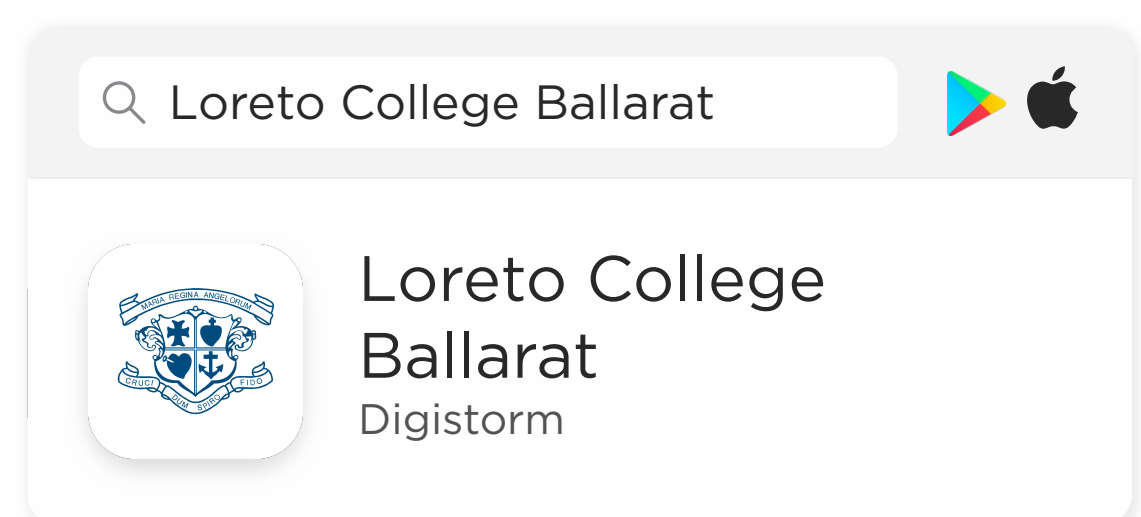 Loreto College Ballarat
Loreto College
Ballarat
Digistorm
MARIA REGINA ANGELORUM
CRUCI
DUM SPIRO
FIDO